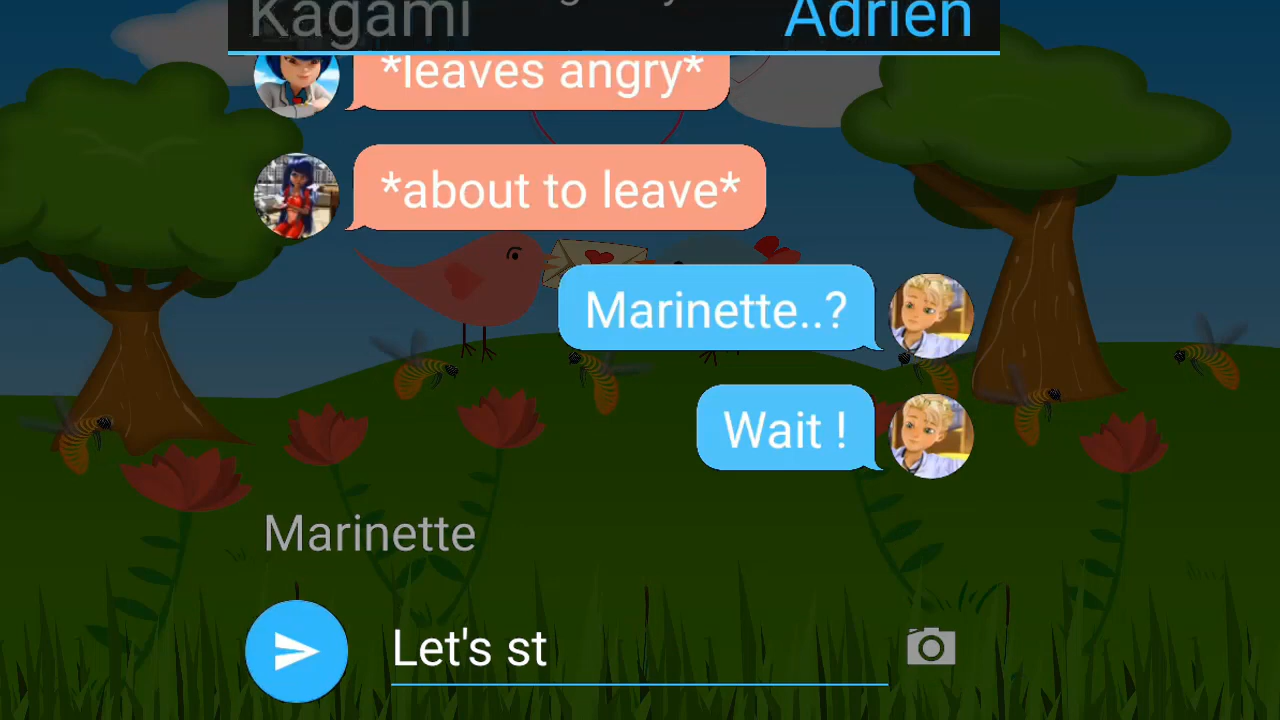 Kagami
Adrien
*leaves angry*
*about to leave*
Marinette..?
Wait !
Marinette
Let's st